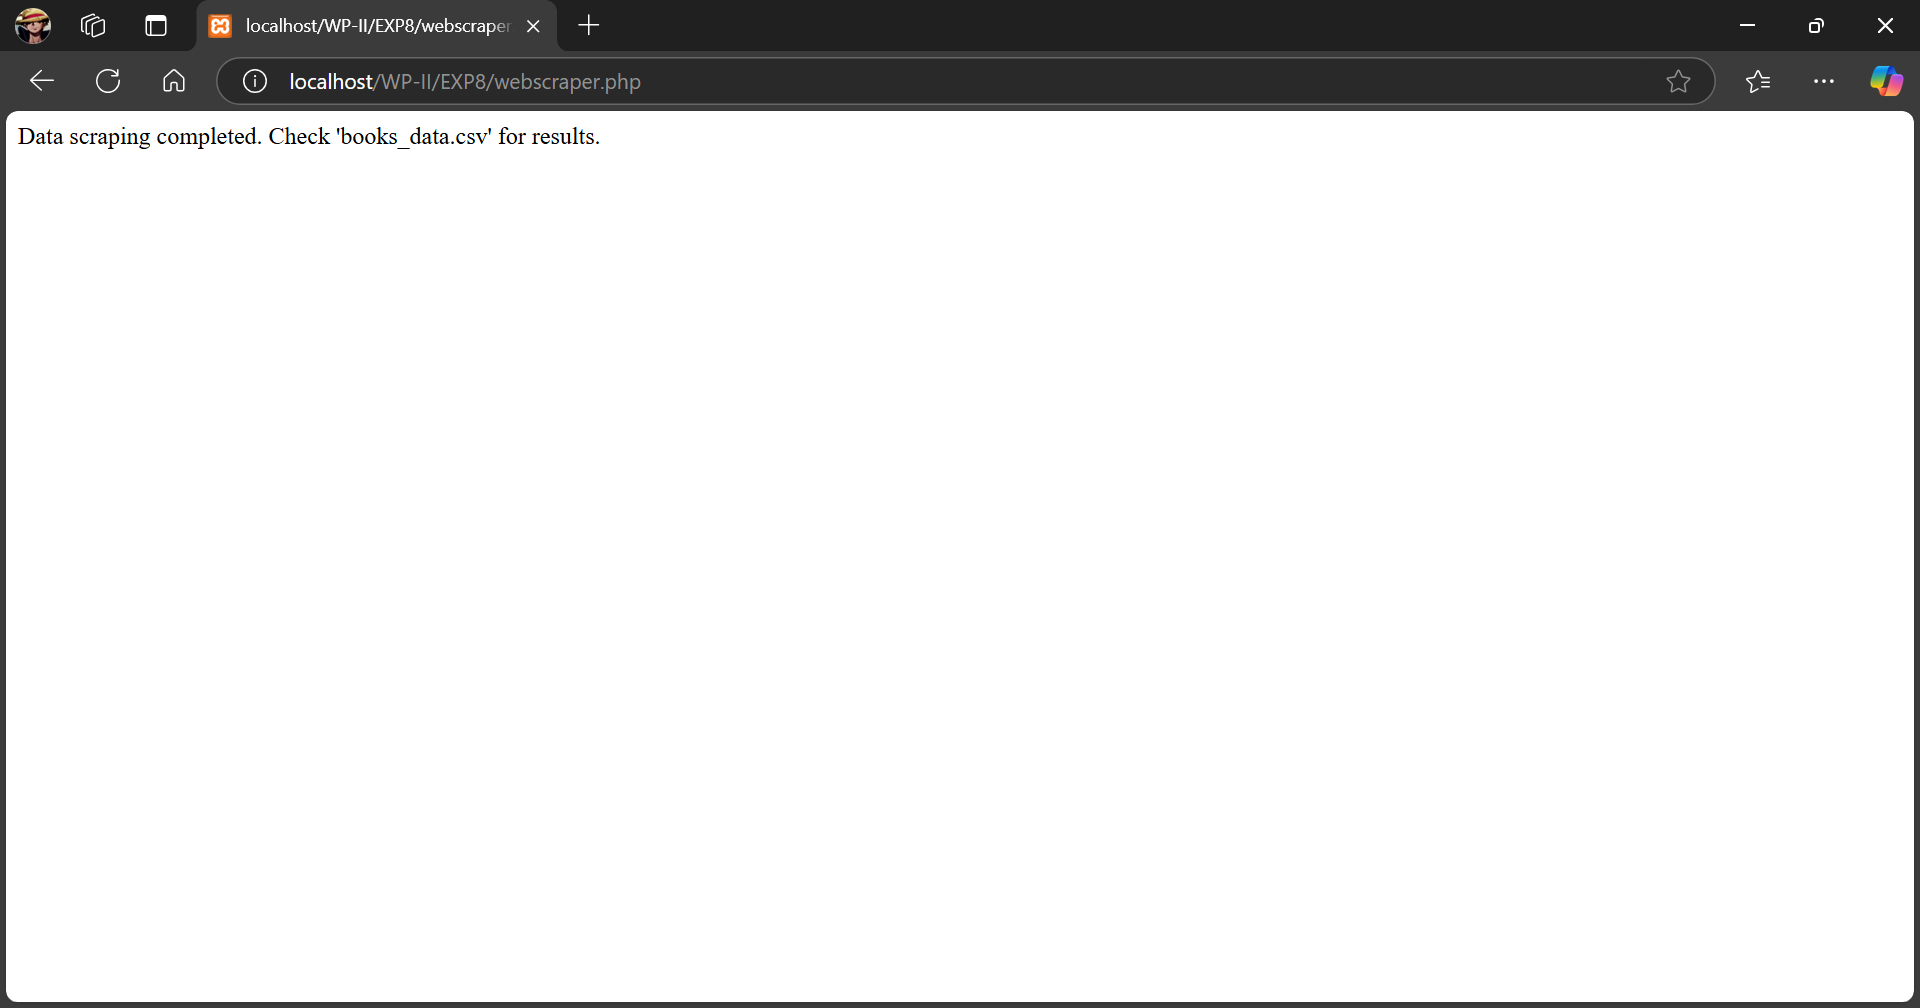 localhost/WP-II/EXP8/webscraper
localhost/WP-II/EXP8/webscraper.php
Data scraping completed. Check 'books_data.csv' for results.